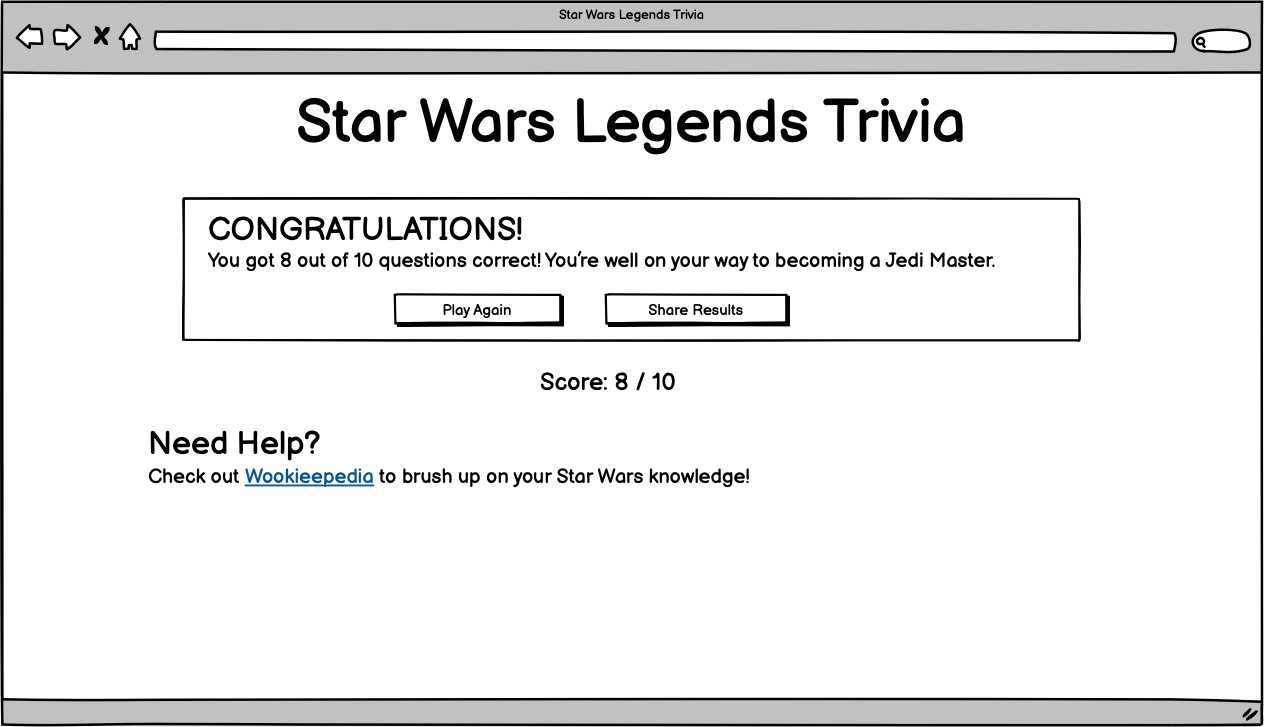 Star Wars Legends Trivia
Star Wars Legends Trivia
CONGRATULATIONS!
You got 8 out of 10 questions correct! You're well on your way to becoming a Jedi Master.
Play Again
Share Results
Score: 8 / 10
Need Help?
Check out Wookieepedia to brush up on your Star Wars knowledge!